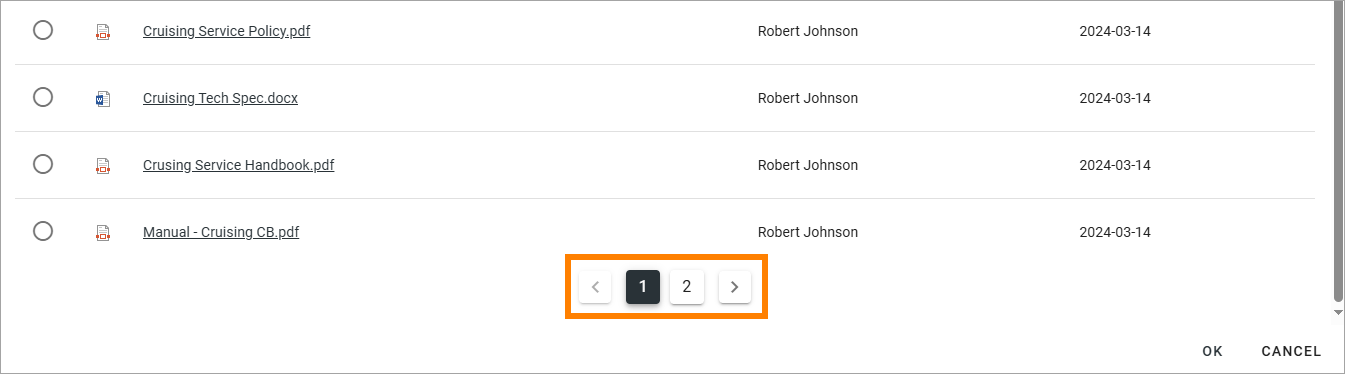 Cruising Service Policy.pdf Robert Johnson 2024-03-14
Cruising Tech Spec.docx Robert Johnson 2024-03-14
Crusing Service Handbook.pdf Robert Johnson 2024-03-14
Manual - Cruising CB.pdf Robert Johnson 2024-03-14
1 2
OK CANCEL